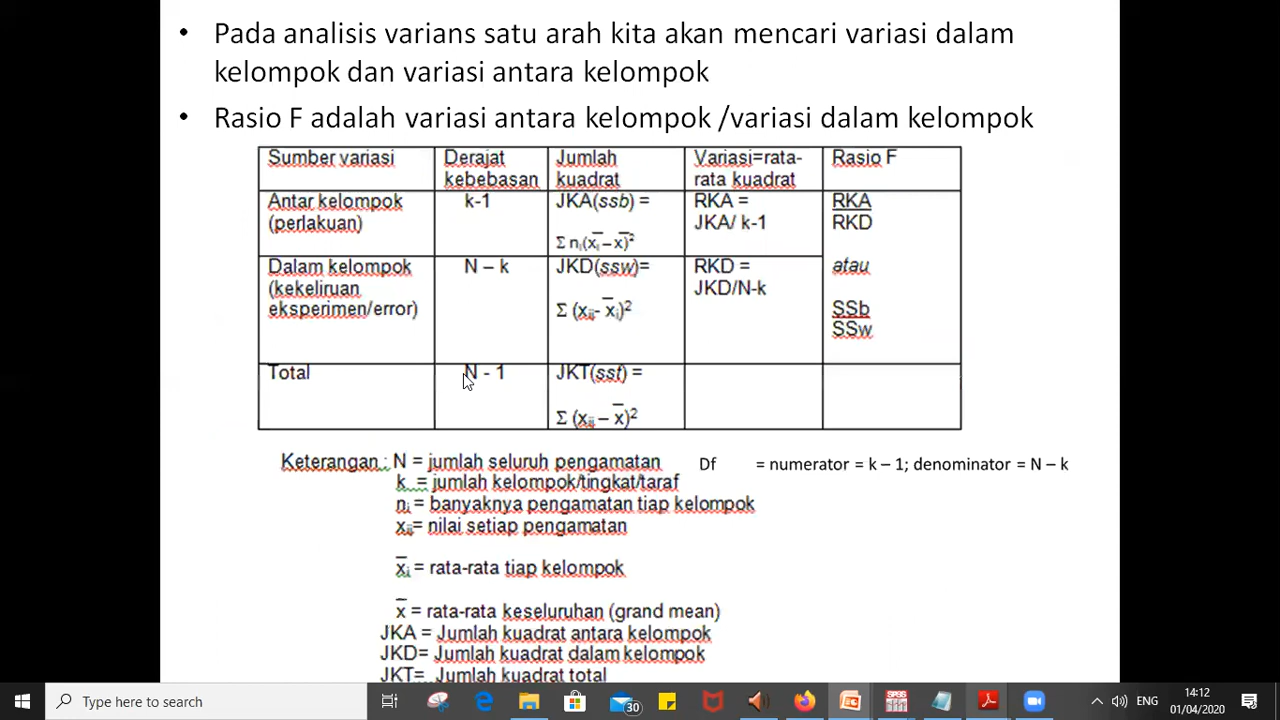 • Pada analisis varians satu arah kita akan mencari variasi dalam
kelompok dan variasi antara kelompok
• Rasio F adalah variasi antara kelompok /variasi dalam kelompok
Sumber variasi
Derajat
kebebasan
Jumlah
kuadrat
Variasi=rata-
rata kuadrat
Rasio F
Antar kelompok
(perlakuan)
k-1
JKA(ssb) =
Σ nᵢ(x̅ᵢ – x̅)²
RKA =
JKA/ k-1
RKA
RKD
atau
SSb
SSw
Dalam kelompok
(kekeliruan
eksperimen/error)
N – k
JKD(ssw)=
Σ (xᵢⱼ- x̅ᵢ)²
RKD =
JKD/N-k
Total
N - 1
JKT(sst) =
Σ (xᵢⱼ – x̅)²
Keterangan : N = jumlah seluruh pengamatan
k = jumlah kelompok/tingkat/taraf
nᵢ = banyaknya pengamatan tiap kelompok
xᵢⱼ= nilai setiap pengamatan
x̅ᵢ = rata-rata tiap kelompok
x̅ = rata-rata keseluruhan (grand mean)
JKA = Jumlah kuadrat antara kelompok
JKD= Jumlah kuadrat dalam kelompok
JKT= Jumlah kuadrat total
Df = numerator = k – 1; denominator = N – k
Type here to search
30
SPSS
ENG
14:12
01/04/2020